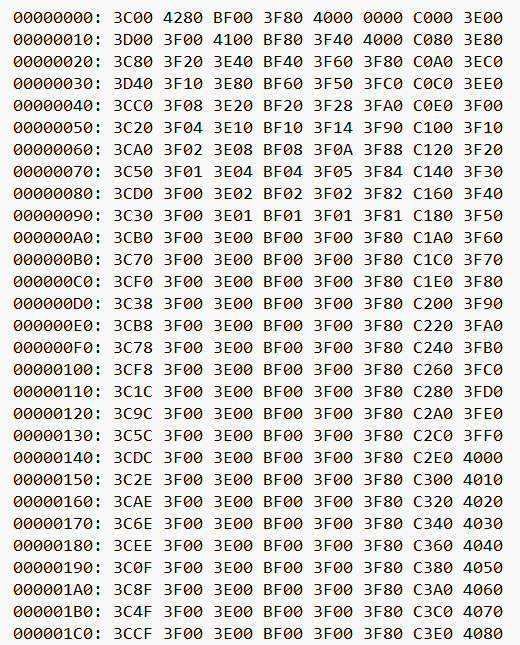 00000000: 3C00 4280 BF00 3F80 4000 0000 C000 3E00
00000010: 3D00 3F00 4100 BF80 3F40 4000 C080 3E80
00000020: 3C80 3F20 3E40 BF40 3F60 3F80 C0A0 3EC0
00000030: 3D40 3F10 3E80 BF60 3F50 3FC0 C0C0 3EE0
00000040: 3CC0 3F08 3E20 BF20 3F28 3FA0 C0E0 3F00
00000050: 3C20 3F04 3E10 BF10 3F14 3F90 C100 3F10
00000060: 3CA0 3F02 3E08 BF08 3F0A 3F88 C120 3F20
00000070: 3C50 3F01 3E04 BF04 3F05 3F84 C140 3F30
00000080: 3CD0 3F00 3E02 BF02 3F02 3F82 C160 3F40
00000090: 3C30 3F00 3E01 BF01 3F01 3F81 C180 3F50
000000A0: 3CB0 3F00 3E00 BF00 3F00 3F80 C1A0 3F60
000000B0: 3C70 3F00 3E00 BF00 3F00 3F80 C1C0 3F70
000000C0: 3CF0 3F00 3E00 BF00 3F00 3F80 C1E0 3F80
000000D0: 3C38 3F00 3E00 BF00 3F00 3F80 C200 3F90
000000E0: 3CB8 3F00 3E00 BF00 3F00 3F80 C220 3FA0
000000F0: 3C78 3F00 3E00 BF00 3F00 3F80 C240 3FB0
00000100: 3CF8 3F00 3E00 BF00 3F00 3F80 C260 3FC0
00000110: 3C1C 3F00 3E00 BF00 3F00 3F80 C280 3FD0
00000120: 3C9C 3F00 3E00 BF00 3F00 3F80 C2A0 3FE0
00000130: 3C5C 3F00 3E00 BF00 3F00 3F80 C2C0 3FF0
00000140: 3CDC 3F00 3E00 BF00 3F00 3F80 C2E0 4000
00000150: 3C2E 3F00 3E00 BF00 3F00 3F80 C300 4010
00000160: 3CAE 3F00 3E00 BF00 3F00 3F80 C320 4020
00000170: 3C6E 3F00 3E00 BF00 3F00 3F80 C340 4030
00000180: 3CEE 3F00 3E00 BF00 3F00 3F80 C360 4040
00000190: 3C0F 3F00 3E00 BF00 3F00 3F80 C380 4050
000001A0: 3C8F 3F00 3E00 BF00 3F00 3F80 C3A0 4060
000001B0: 3C4F 3F00 3E00 BF00 3F00 3F80 C3C0 4070
000001C0: 3CCF 3F00 3E00 BF00 3F00 3F80 C3E0 4080